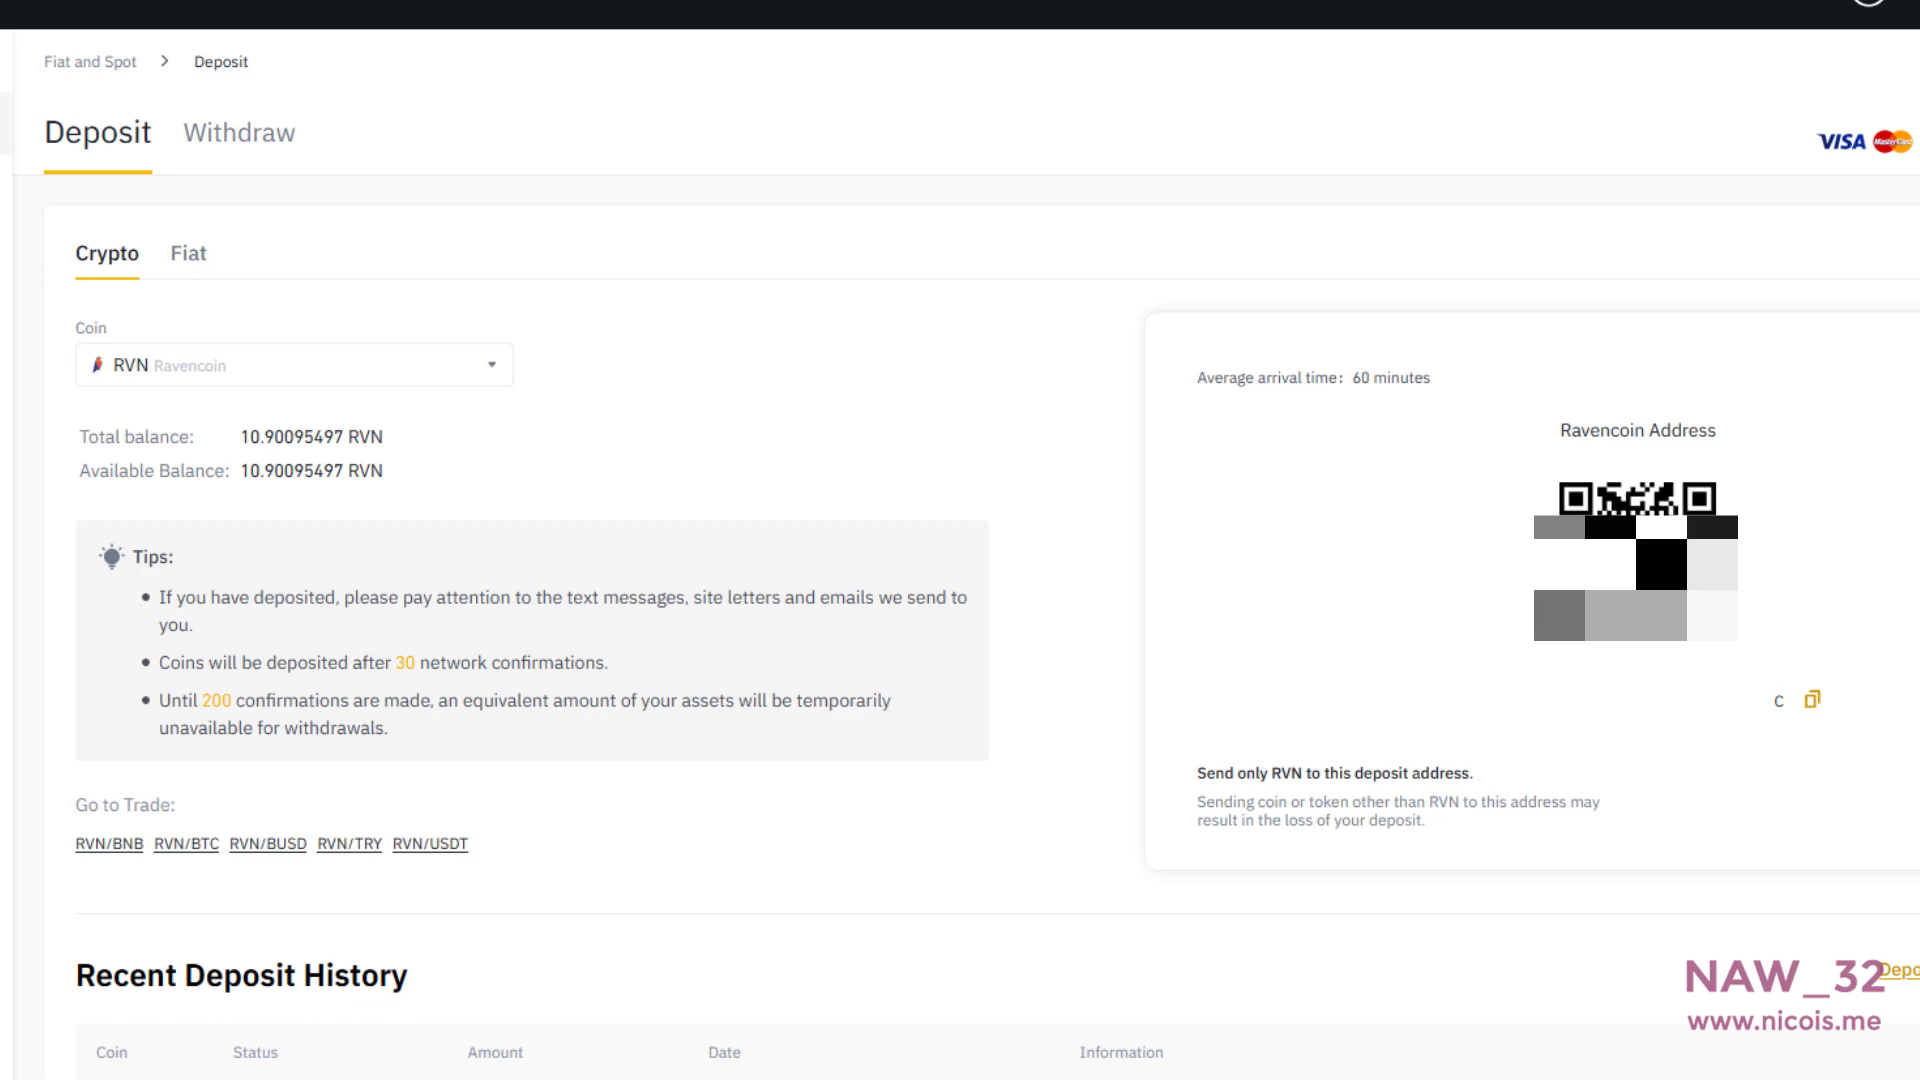 Fiat and Spot > Deposit
Deposit Withdraw
VISA MasterCard
Crypto Fiat
Coin
RVN Ravencoin
Total balance: 10.90095497 RVN
Available Balance: 10.90095497 RVN
Tips:
If you have deposited, please pay attention to the text messages, site letters and emails we send to
you.
Coins will be deposited after 30 network confirmations.
Until 200 confirmations are made, an equivalent amount of your assets will be temporarily
unavailable for withdrawals.
Go to Trade:
RVN/BNB RVN/BTC RVN/BUSD RVN/TRY RVN/USDT
Average arrival time: 60 minutes
Ravencoin Address
c
Send only RVN to this deposit address.
Sending coin or token other than RVN to this address may
result in the loss of your deposit.
Recent Deposit History
Depo
NAW_32
www.nicois.me
Coin Status Amount Date Information